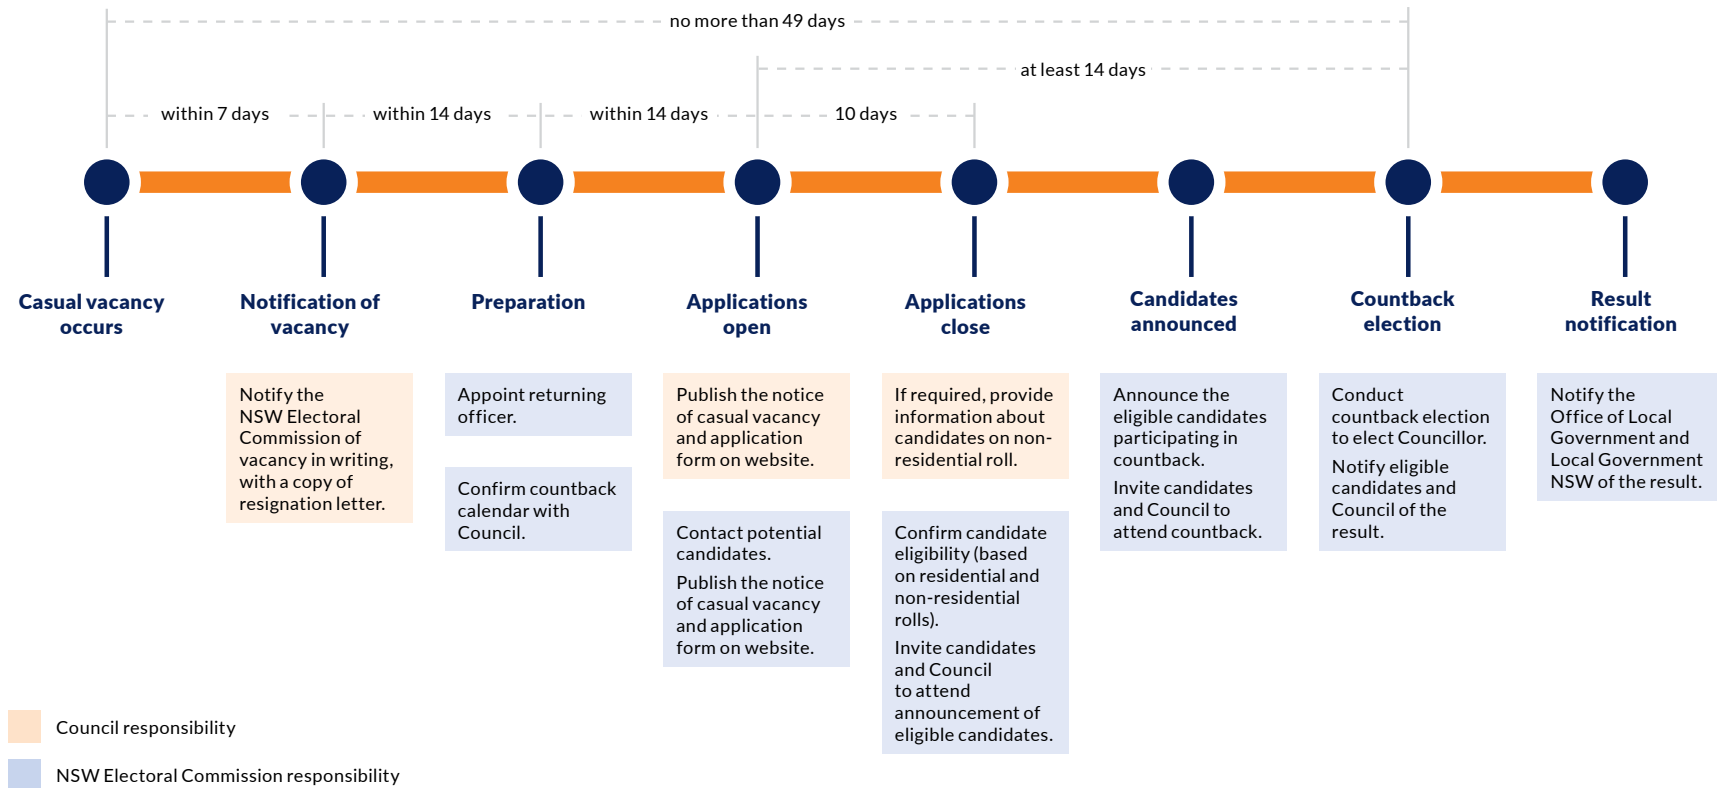 no more than 49 days
at least 14 days
within 7 days
within 14 days
within 14 days
10 days
Casual vacancy
occurs
Notification of
vacancy
Preparation
Applications
open
Applications
close
Candidates
announced
Countback
election
Result
notification
Notify the
NSW Electoral
Commission of
vacancy in writing,
with a copy of
resignation letter.
Appoint returning
officer.
Confirm countback
calendar with
Council.
Publish the notice
of casual vacancy
and application
form on website.
Contact potential
candidates.
Publish the notice
of casual vacancy
and application
form on website.
If required, provide
information about
candidates on non-
residential roll.
Confirm candidate
eligibility (based
on residential and
non-residential
rolls).
Invite candidates
and Council
to attend
announcement of
eligible candidates.
Announce the
eligible candidates
participating in
countback.
Invite candidates
and Council to
attend countback.
Conduct
countback election
to elect Councillor.
Notify eligible
candidates and
Council of the
result.
Notify the
Office of Local
Government and
Local Government
NSW of the result.
Council responsibility
NSW Electoral Commission responsibility